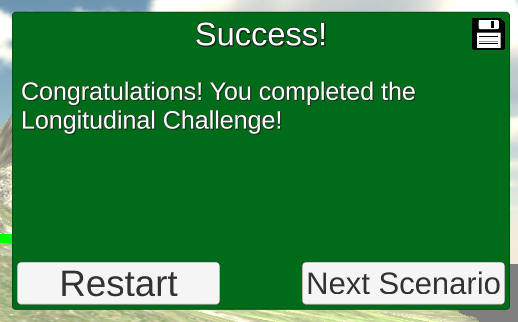 Success!
Congratulations! You completed the
Longitudinal Challenge!
Restart
Next Scenario